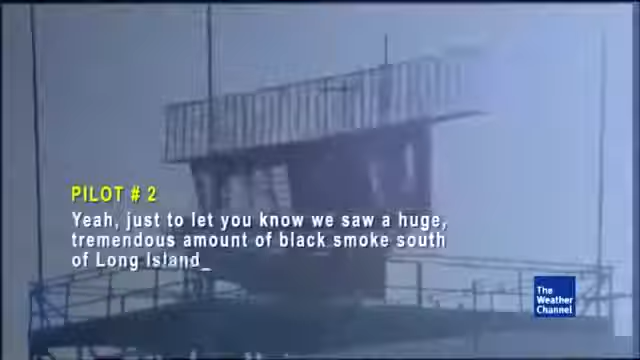 PILOT # 2
Yeah, just to let you know we saw a huge,
tremendous amount of black smoke south
of Long Island_
The
Weather
Channel